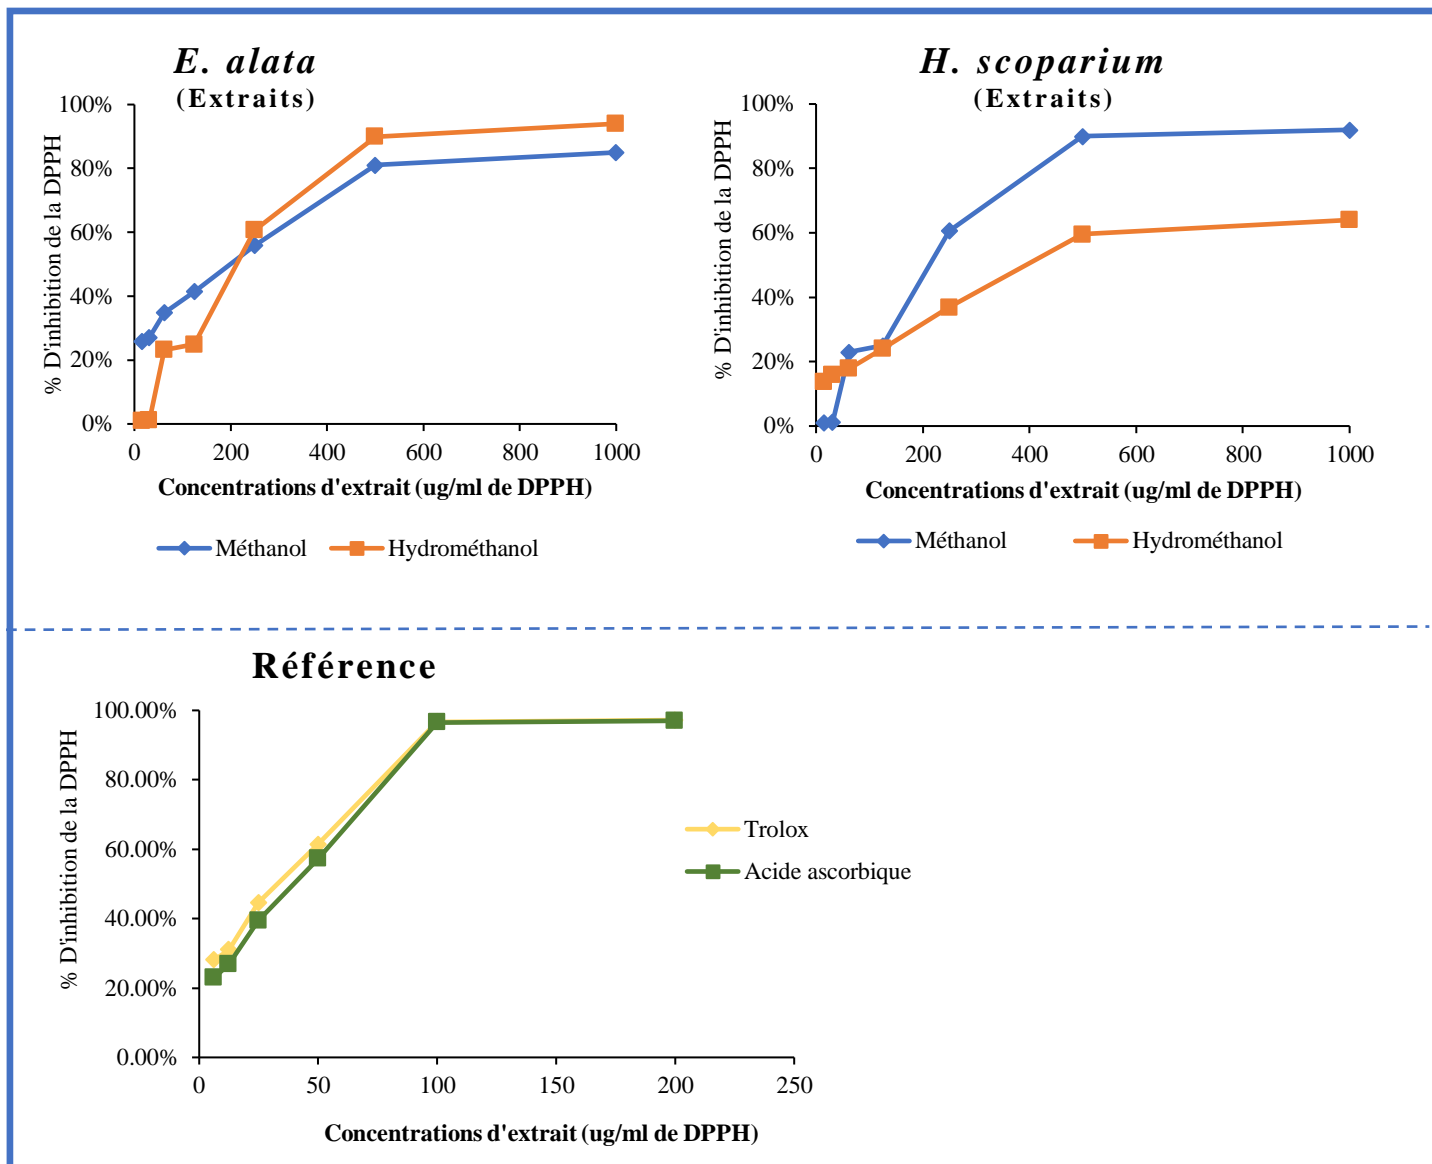 E. alata
(Extraits)
% D'inhibition de la DPPH
100%
80%
60%
40%
20%
0%
0 200 400 600 800 1000
Concentrations d'extrait (ug/ml de DPPH)
Méthanol Hydrométhanol
H. scoparium
(Extraits)
% D'inhibition de la DPPH
100%
80%
60%
40%
20%
0%
0 200 400 600 800 1000
Concentrations d'extrait (ug/ml de DPPH)
Méthanol Hydrométhanol
Référence
% D'inhibition de la DPPH
100.00%
80.00%
60.00%
40.00%
20.00%
0.00%
0 50 100 150 200 250
Concentrations d'extrait (ug/ml de DPPH)
Trolox
Acide ascorbique